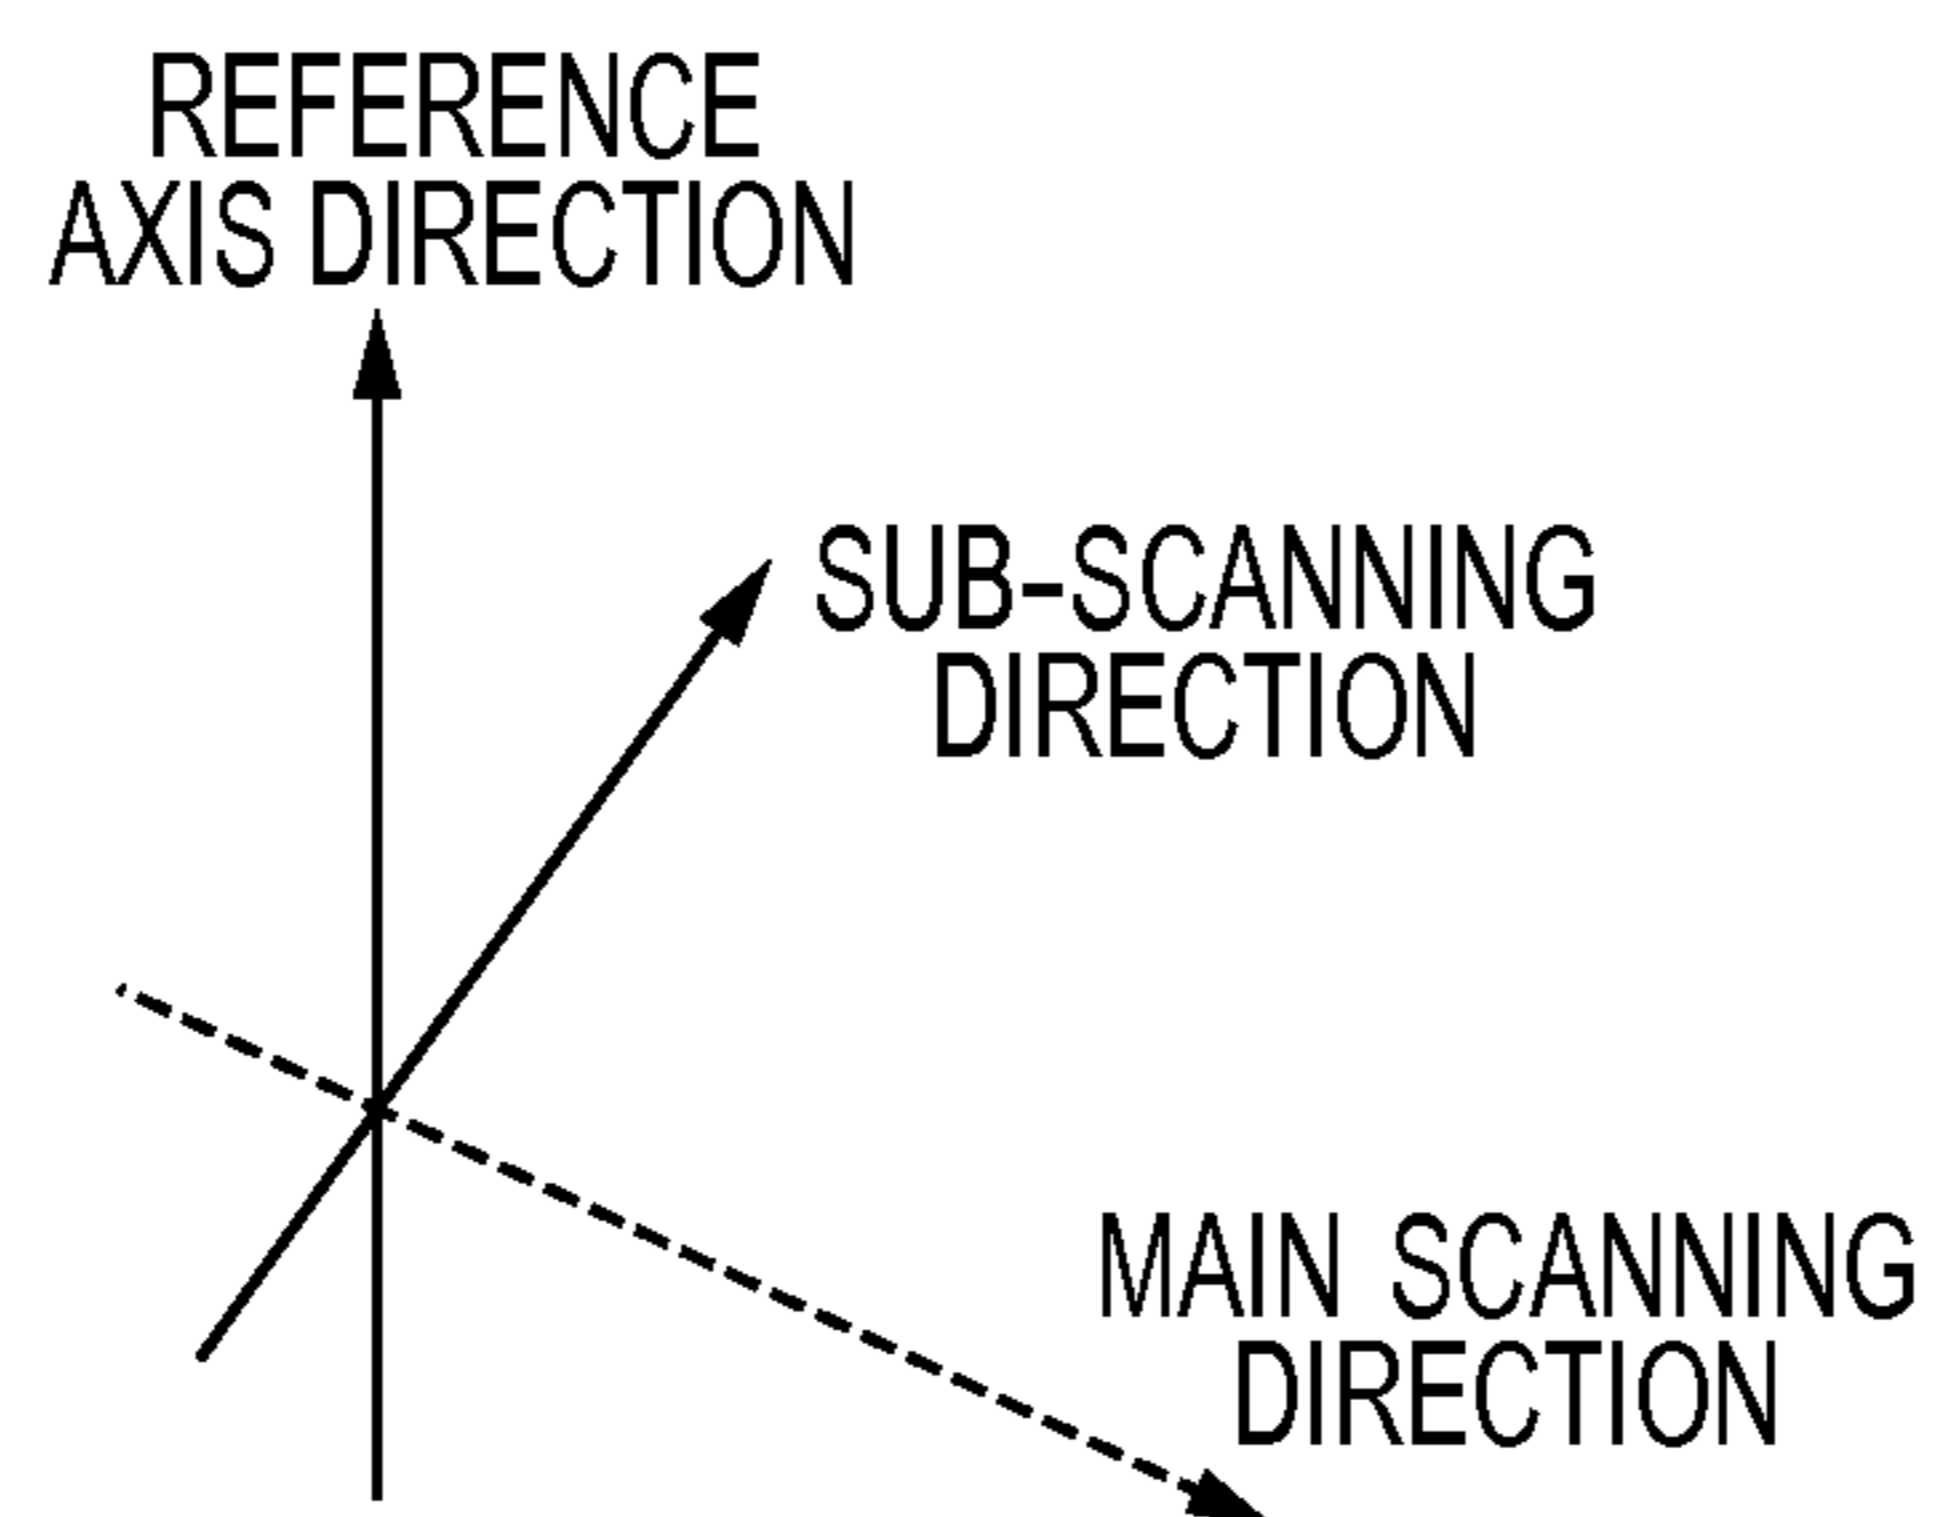 REFERENCE
AXIS DIRECTION
SUB-SCANNING
DIRECTION
MAIN SCANNING
DIRECTION